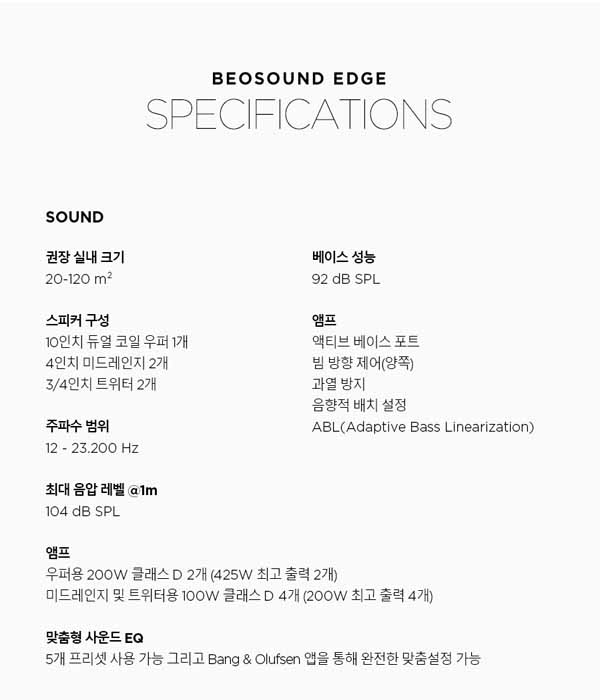 BEOSOUND EDGE
SPECIFICATIONS
SOUND
권장 실내 크기
20-120 m²
스피커 구성
10인치 듀얼 코일 우퍼 1개
4인치 미드레인지 2개
3/4인치 트위터 2개
주파수 범위
12 - 23.200 Hz
최대 음압 레벨 @1m
104 dB SPL
베이스 성능
92 dB SPL
앰프
액티브 베이스 포트
빔 방향 제어(양쪽)
과열 방지
음향적 배치 설정
ABL(Adaptive Bass Linearization)
앰프
우퍼용 200W 클래스 D 2개 (425W 최고 출력 2개)
미드레인지 및 트위터용 100W 클래스 D 4개 (200W 최고 출력 4개)
맞춤형 사운드 EQ
5개 프리셋 사용 가능 그리고 Bang & Olufsen 앱을 통해 완전한 맞춤설정 가능